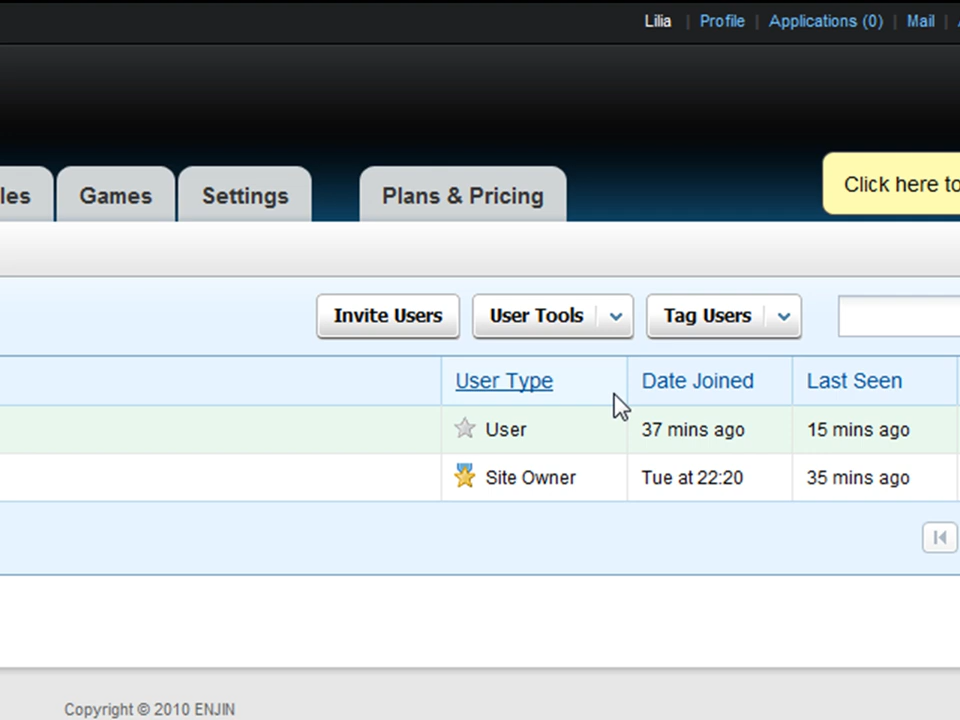 Lilia | Profile | Applications (0) | Mail |
les Games Settings Plans & Pricing
Click here to
Invite Users User Tools Tag Users
User Type Date Joined Last Seen
User 37 mins ago 15 mins ago
Site Owner Tue at 22:20 35 mins ago
Copyright © 2010 ENJIN